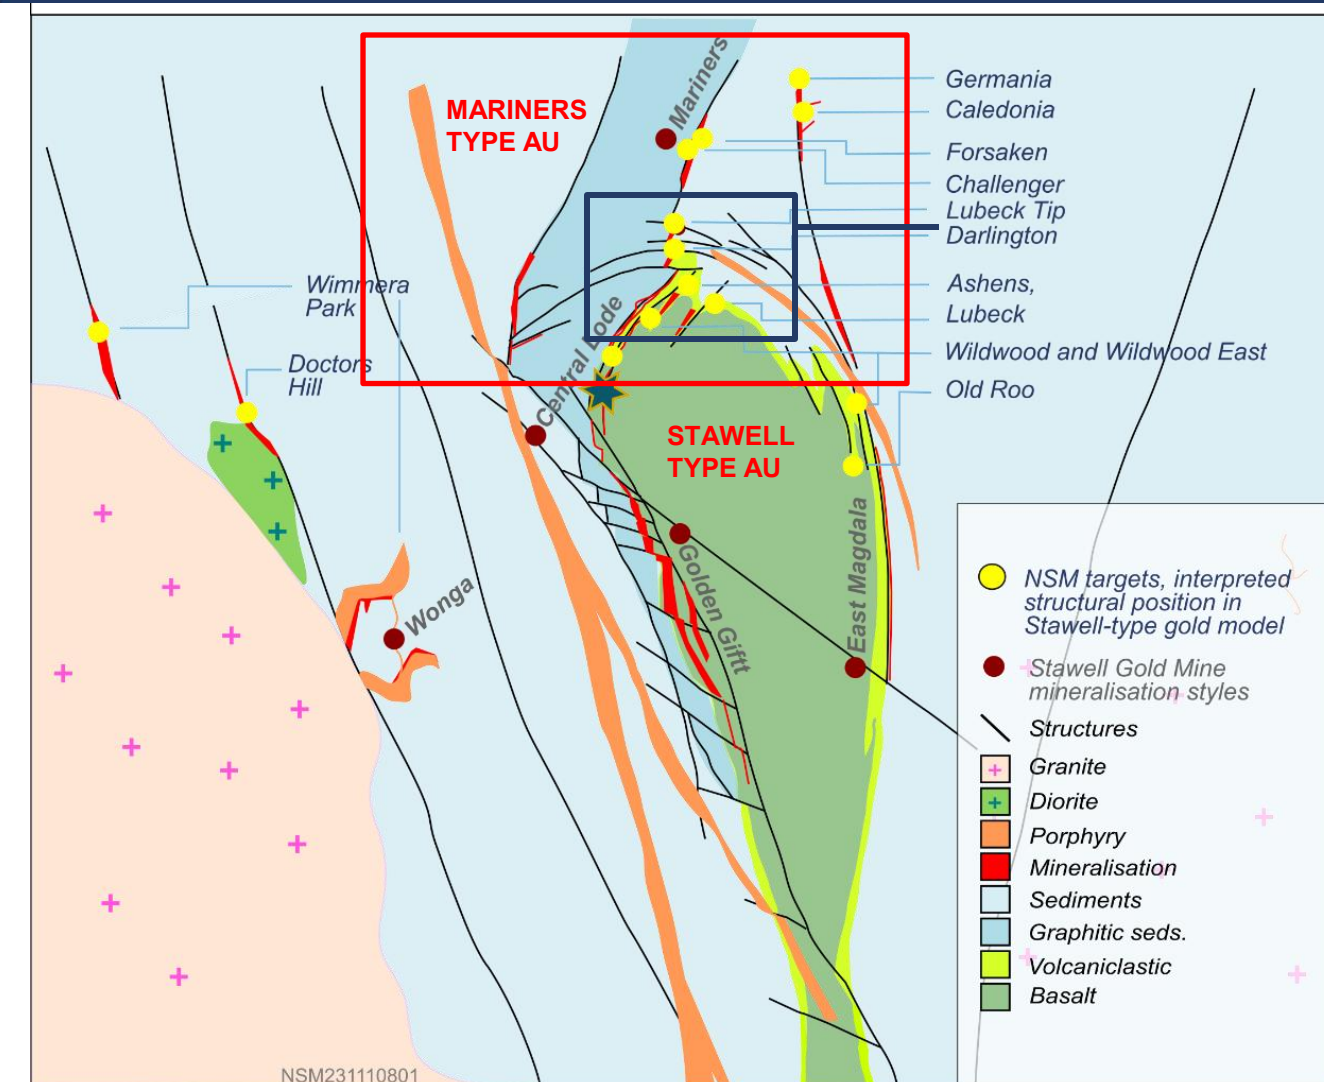 MARINERS
TYPE AU
Mariners
Germania
Caledonia
Forsaken
Challenger
Lubeck Tip
Darlington
Ashens,
Lubeck
Wildwood and Wildwood East
Old Roo
Wimmera
Park
Doctors
Hill
Central Lode
STAWELL
TYPE AU
Golden Giftt
East Magdala
Wonga
NSM targets, interpreted
structural position in
Stawell-type gold model
Stawell Gold Mine
mineralisation styles
Structures
Granite
Diorite
Porphyry
Mineralisation
Sediments
Graphitic seds.
Volcaniclastic
Basalt
NSM231110801